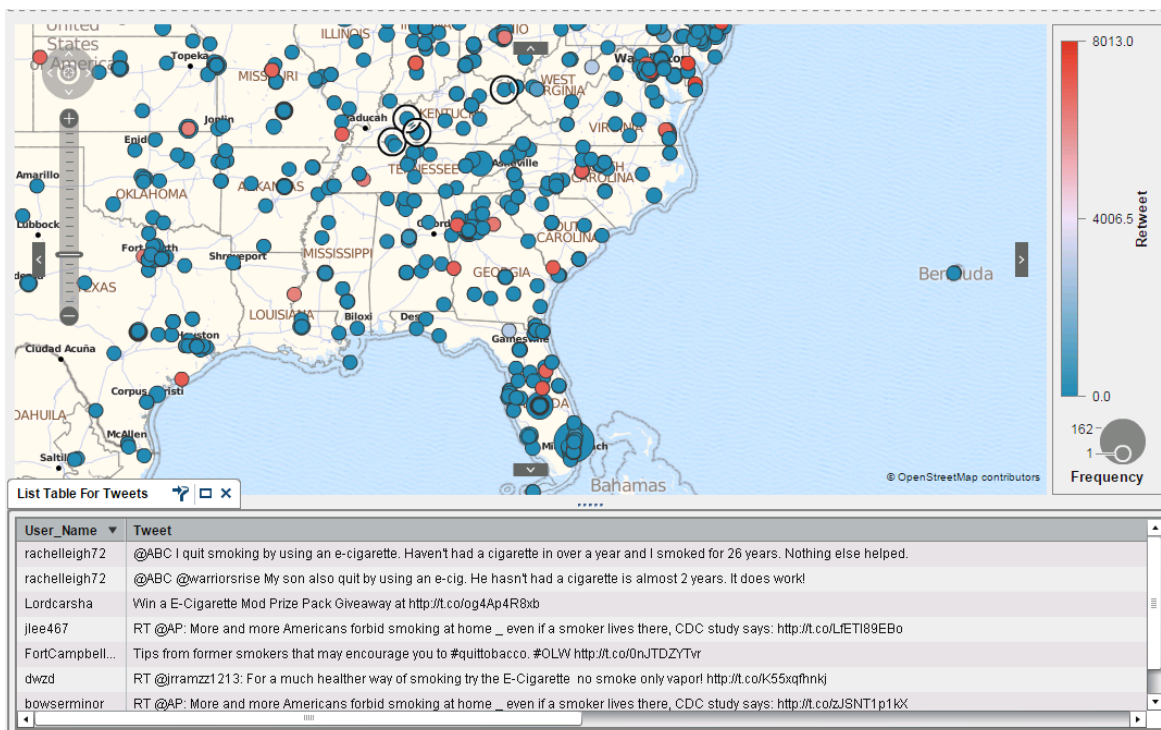 United
States
of America
Topeka
ILLINOIS
MISSOURI
WEST
VIRGINIA
Joplin
Paducah
KENTUCKY
VIRGINIA
Enid
Amarillo
OKLAHOMA
ARKANSAS
TENNESSEE
Asheville
CAROLINA
Lubbock
Fort Worth
Shreveport
MISSISSIPPI
SOUTH
CAROLINA
GEORGIA
TEXAS
LOUISIANA
Biloxi
Gainesville
Houston
Ciudad Acuña
Corpus Christi
McAllen
Bermuda
Bahamas
© OpenStreetMap contributors
8013.0
4006.5
0.0
Retweet
162
1
Frequency
List Table For Tweets
User_Name Tweet
rachelleigh72 @ABC I quit smoking by using an e-cigarette. Haven't had a cigarette in over a year and I smoked for 26 years. Nothing else helped.
rachelleigh72 @ABC @warriorsrise My son also quit by using an e-cig. He hasn't had a cigarette is almost 2 years. It does work!
Lordcarsha Win a E-Cigarette Mod Prize Pack Giveaway at http://t.co/og4Ap4R8xb
jlee467 RT @AP: More and more Americans forbid smoking at home _ even if a smoker lives there, CDC study says: http://t.co/LfETl89EBo
FortCampbell... Tips from former smokers that may encourage you to #quittobacco. #OLW http://t.co/0nJTDZYTvr
dwzd RT @jrramzz1213: For a much healther way of smoking try the E-Cigarette no smoke only vapor! http://t.co/K55xqfhnkj
bowserminor RT @AP: More and more Americans forbid smoking at home _ even if a smoker lives there, CDC study says: http://t.co/zJSNT1p1kX